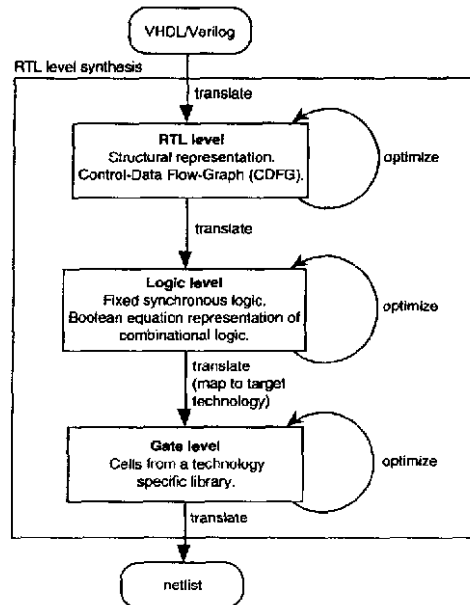 VHDL/Verilog
RTL level synthesis
translate
RTL level
Structural representation.
Control-Data Flow-Graph (CDFG).
optimize
translate
Logic level
Fixed synchronous logic.
Boolean equation representation of
combinational logic.
optimize
translate
(map to target
technology)
Gate level
Cells from a technology
specific library.
optimize
translate
netlist